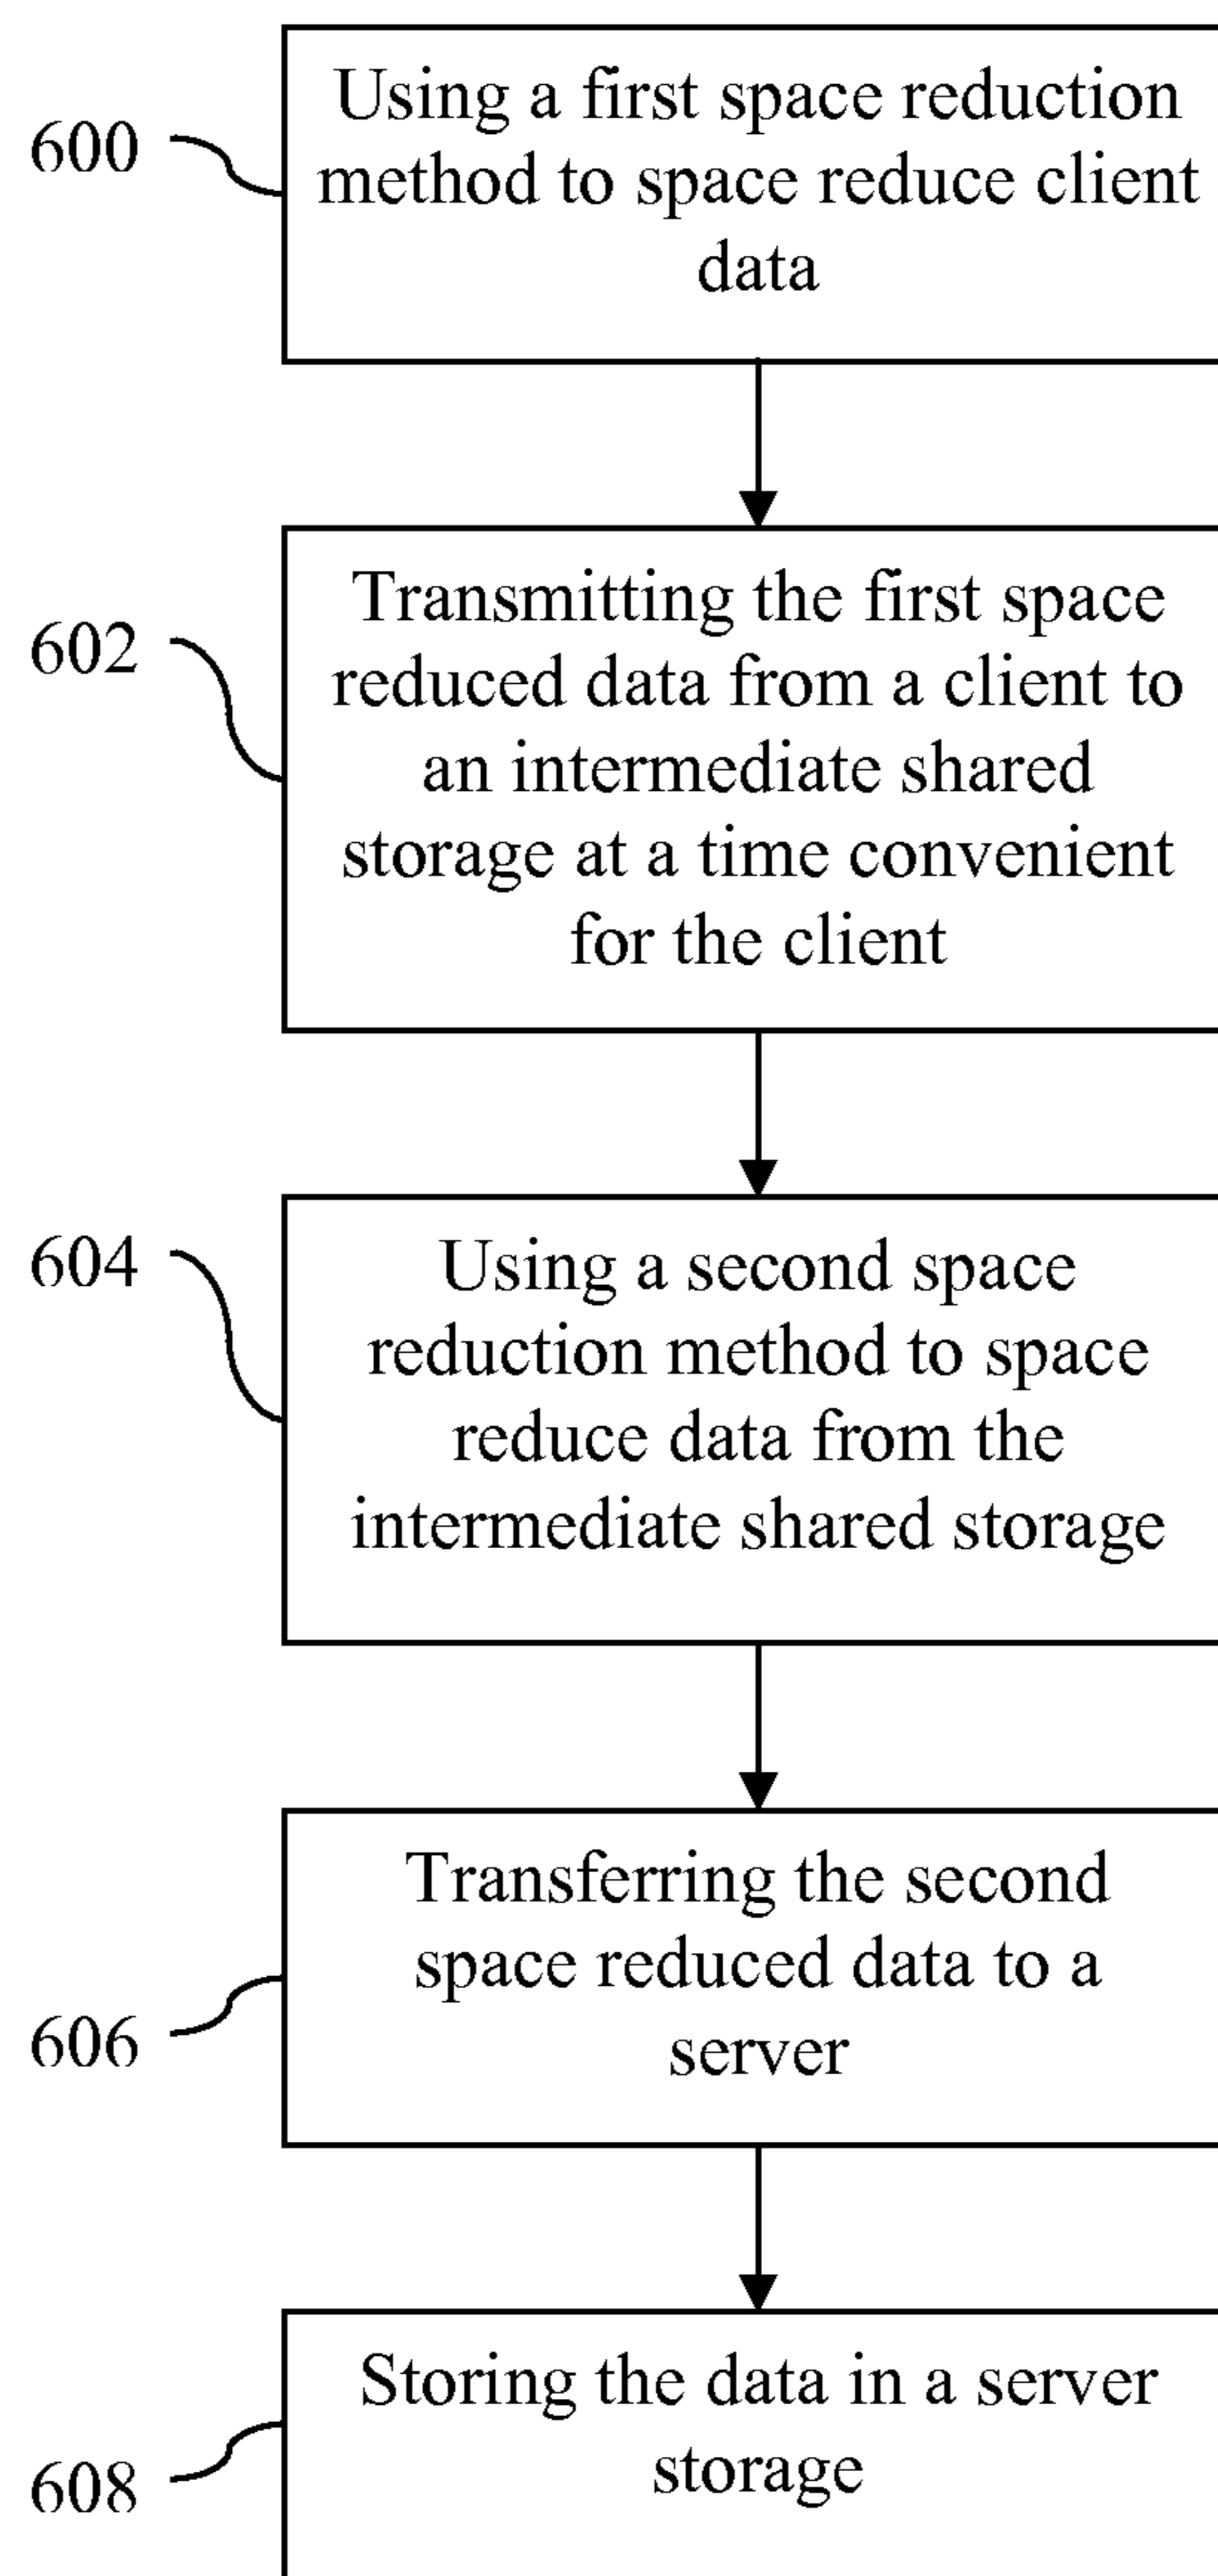 600
Using a first space reduction
method to space reduce client
data
602
Transmitting the first space
reduced data from a client to
an intermediate shared
storage at a time convenient
for the client
604
Using a second space
reduction method to space
reduce data from the
intermediate shared storage
606
Transferring the second
space reduced data to a
server
608
Storing the data in a server
storage